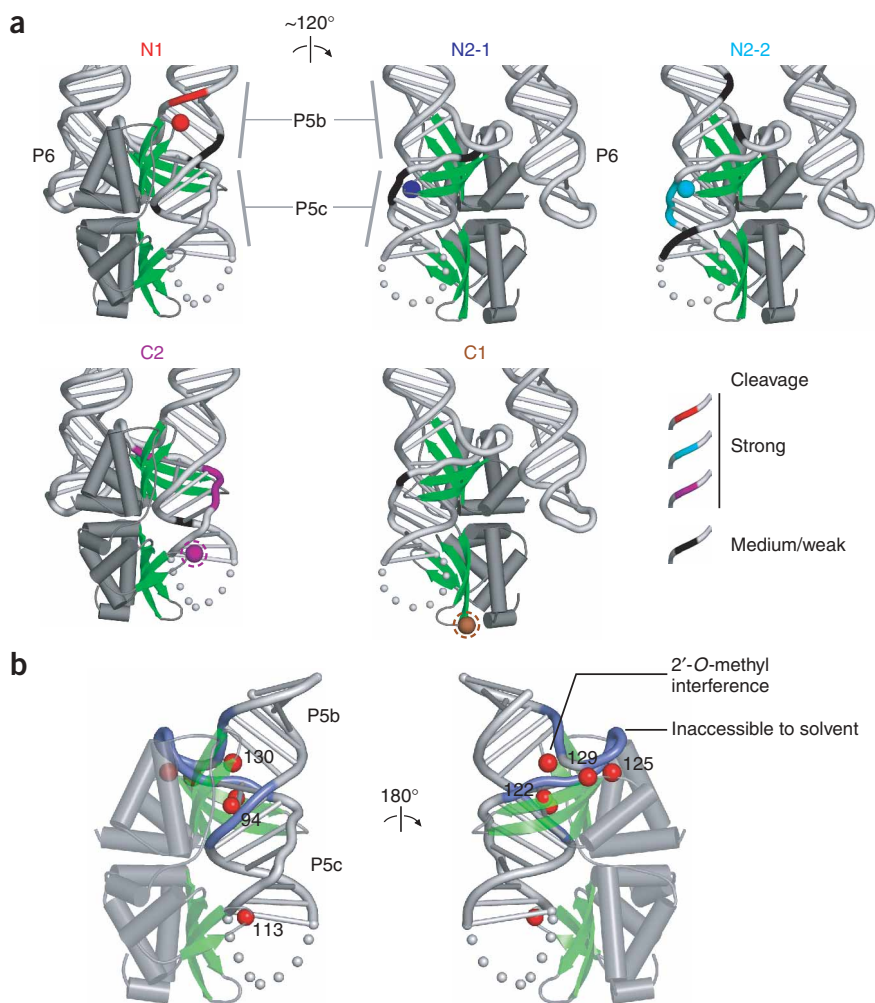 a
~120°
N1
N2-1
N2-2
P5b
P6
P6
P5c
C2
C1
Cleavage
Strong
Medium/weak
b
2′-O-methyl
interference
P5b
Inaccessible to solvent
130
129
125
180°
122
94
P5c
113